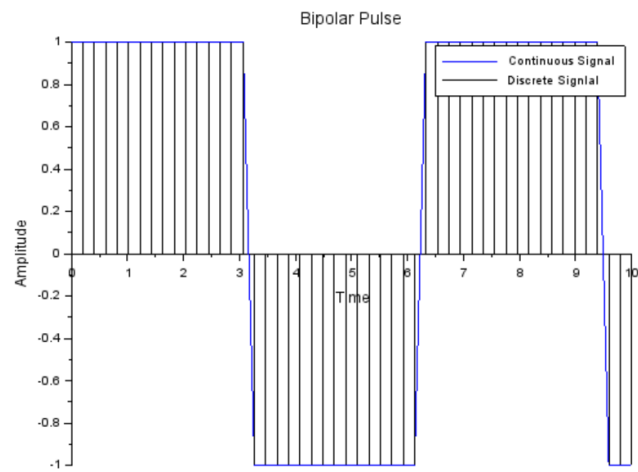 Bipolar Pulse
Continuous Signal
Discrete Signlal
1
0.8
0.6
0.4
0.2
0
-0.2
-0.4
-0.6
-0.8
-1
Amplitude
0 1 2 3 4 5 6 7 8 9 10
Time